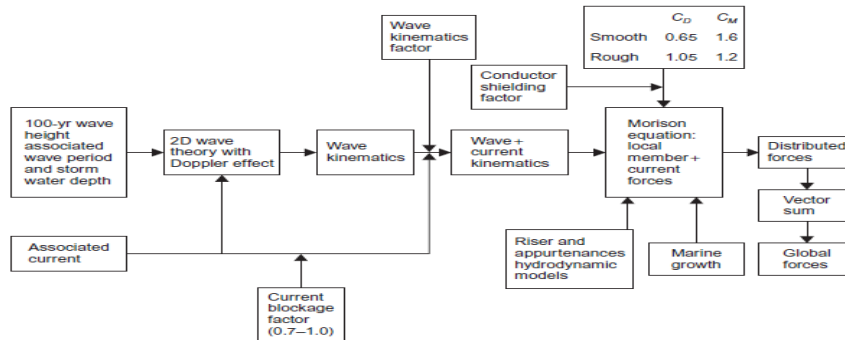 Wave
kinematics
factor
C_D C_M
Smooth 0.65 1.6
Rough 1.05 1.2
Conductor
shielding
factor
100-yr wave
height
associated
wave period
and storm
water depth
2D wave
theory with
Doppler effect
Wave
kinematics
Wave +
current
kinematics
Morison
equation:
local
member +
current
forces
Distributed
forces
Vector
sum
Global
forces
Associated
current
Riser and
appurtenances
hydrodynamic
models
Marine
growth
Current
blockage
factor
(0.7–1.0)